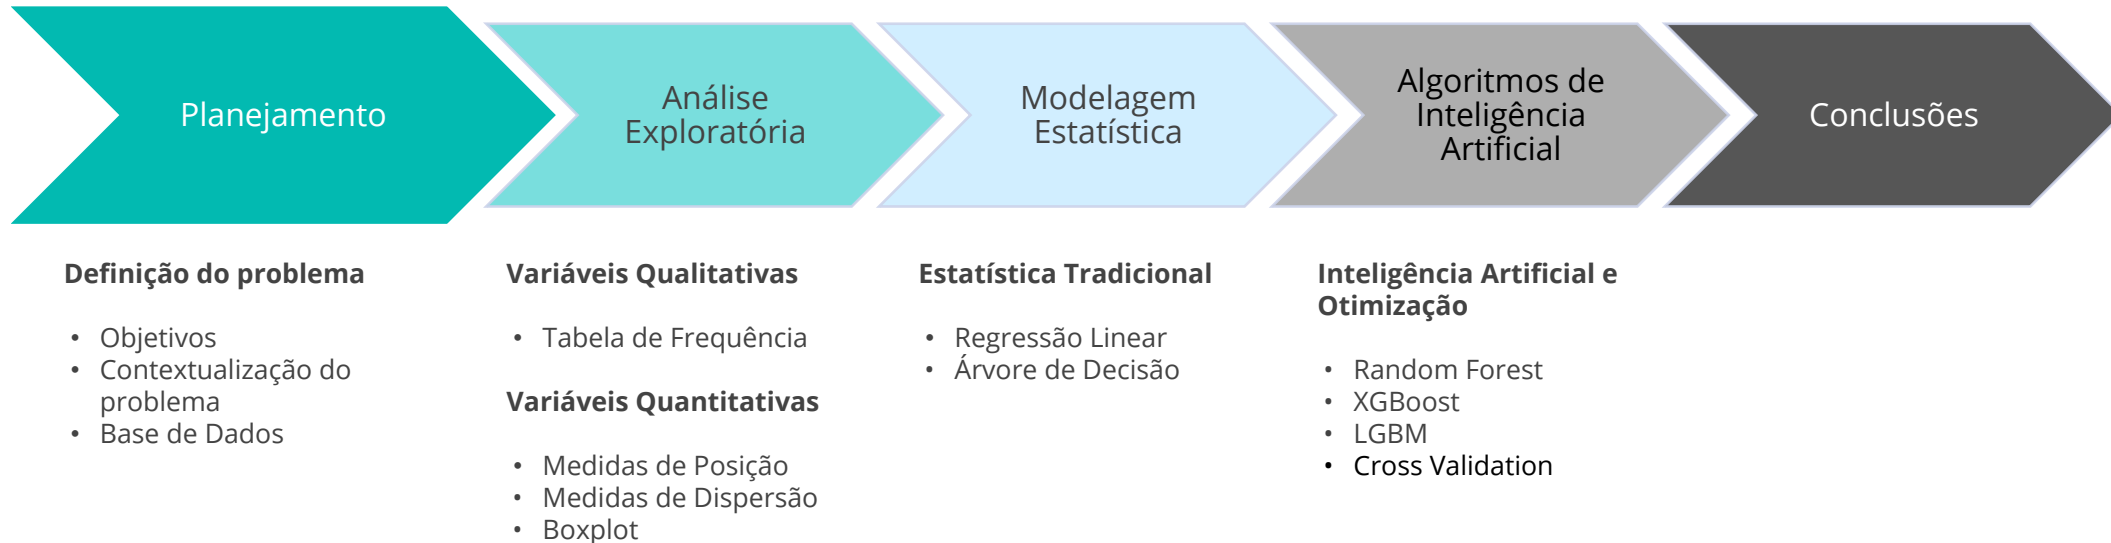 Planejamento
Análise
Exploratória
Modelagem
Estatística
Algoritmos de
Inteligência
Artificial
Conclusões
Definição do problema
• Objetivos
• Contextualização do
problema
• Base de Dados
Variáveis Qualitativas
• Tabela de Frequência
Variáveis Quantitativas
• Medidas de Posição
• Medidas de Dispersão
• Boxplot
Estatística Tradicional
• Regressão Linear
• Árvore de Decisão
Inteligência Artificial e
Otimização
• Random Forest
• XGBoost
• LGBM
• Cross Validation